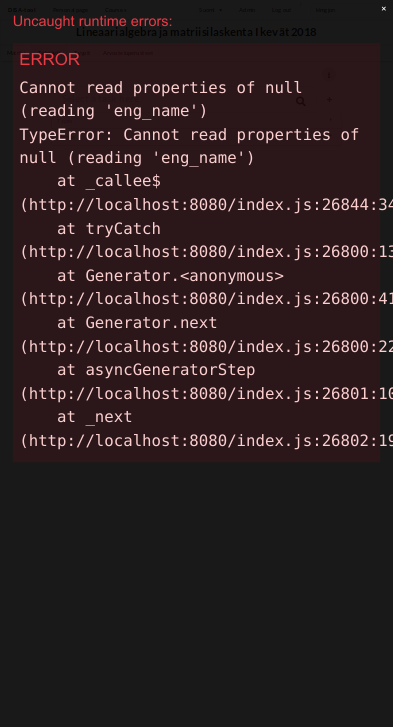 Uncaught runtime errors:
×
Lineaarialgebra ja matriisilaskenta I kevät 2018
ERROR
Cannot read properties of null
(reading 'eng_name')
TypeError: Cannot read properties of
null (reading 'eng_name')
at _callee$
(http://localhost:8080/index.js:26844:34
at tryCatch
(http://localhost:8080/index.js:26800:13
at Generator.<anonymous>
(http://localhost:8080/index.js:26800:41
at Generator.next
(http://localhost:8080/index.js:26800:22
at asyncGeneratorStep
(http://localhost:8080/index.js:26801:10
at _next
(http://localhost:8080/index.js:26802:19